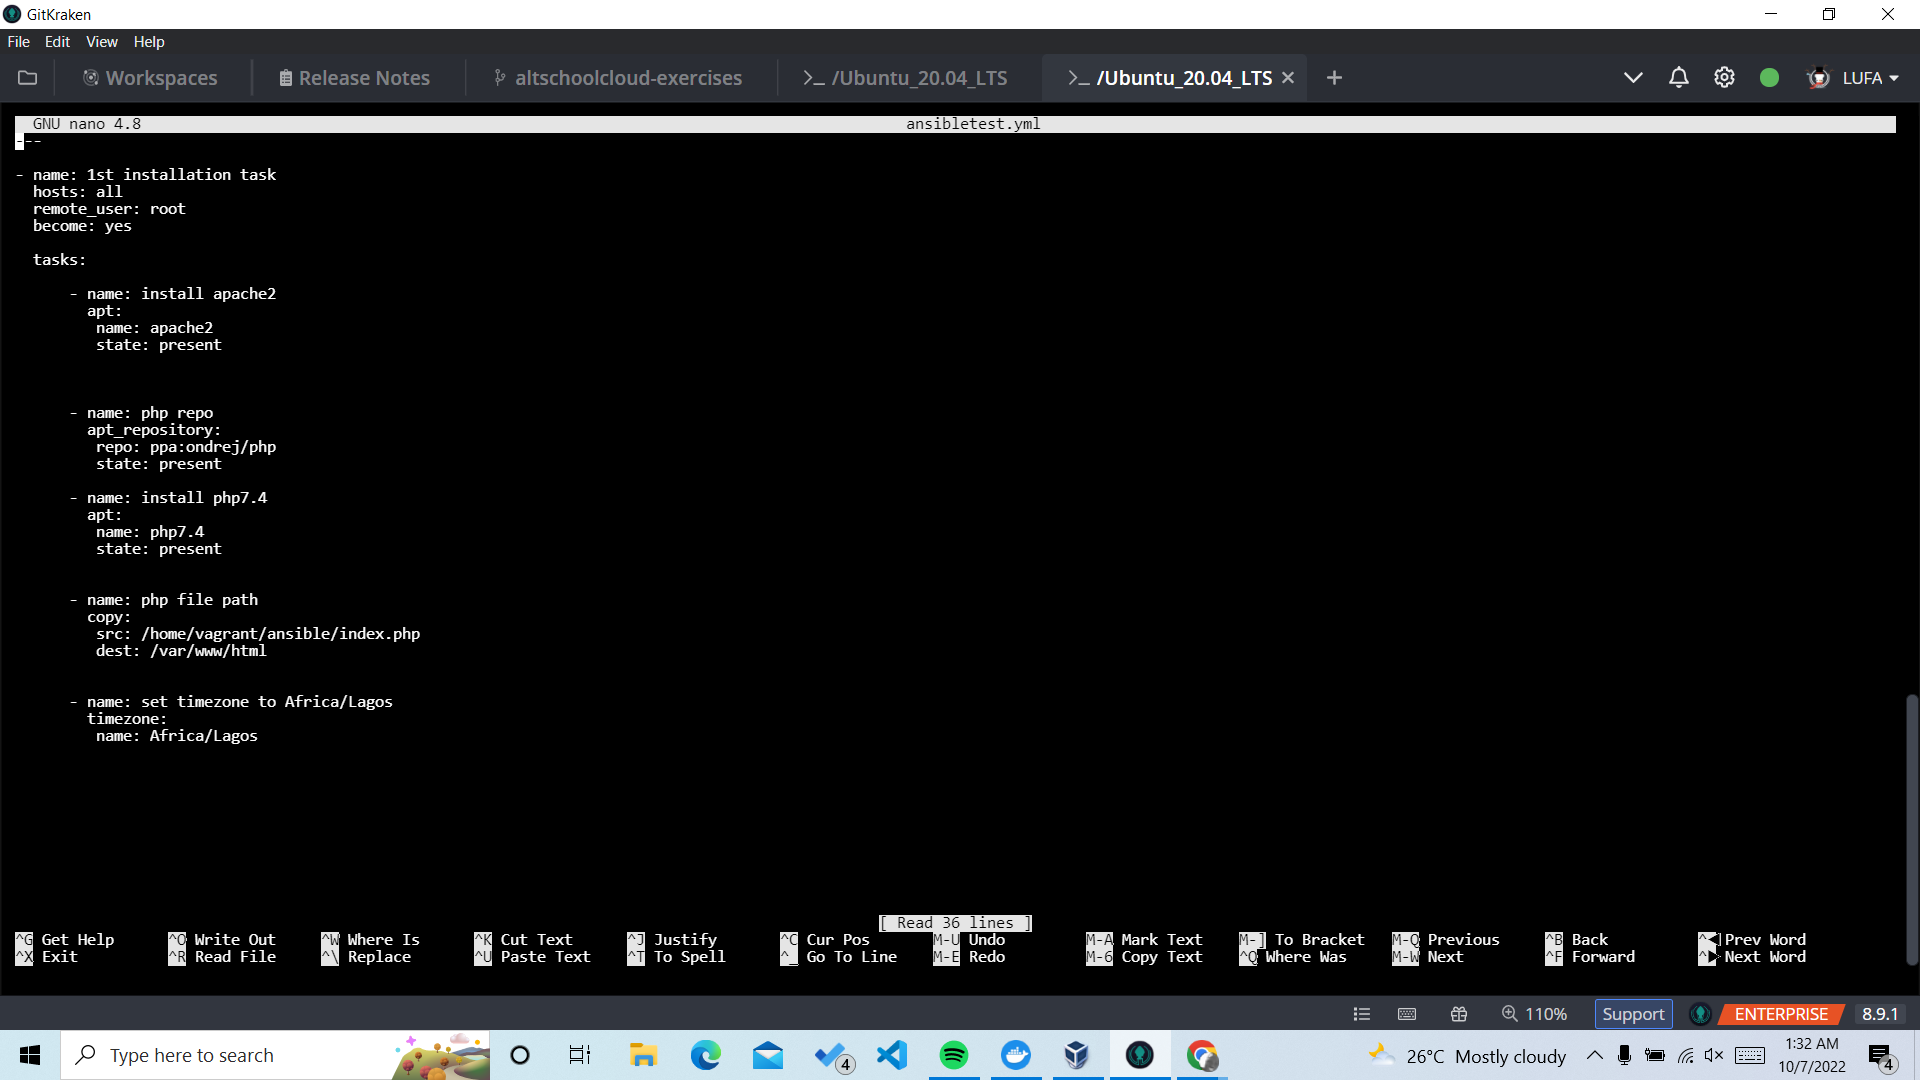 GitKraken
File Edit View Help
Workspaces Release Notes altschoolcloud-exercises >_ /Ubuntu_20.04_LTS >_ /Ubuntu_20.04_LTS LUFA
GNU nano 4.8 ansibletest.yml
---
- name: 1st installation task
hosts: all
remote_user: root
become: yes
tasks:
- name: install apache2
apt:
name: apache2
state: present
- name: php repo
apt_repository:
repo: ppa:ondrej/php
state: present
- name: install php7.4
apt:
name: php7.4
state: present
- name: php file path
copy:
src: /home/vagrant/ansible/index.php
dest: /var/www/html
- name: set timezone to Africa/Lagos
timezone:
name: Africa/Lagos
[ Read 36 lines ]
^G Get Help ^O Write Out ^W Where Is ^K Cut Text ^J Justify ^C Cur Pos M-U Undo M-A Mark Text M-] To Bracket M-Q Previous ^B Back ^◀ Prev Word
^X Exit ^R Read File ^\ Replace ^U Paste Text ^T To Spell ^_ Go To Line M-E Redo M-6 Copy Text ^Q Where Was M-W Next ^F Forward ^▶ Next Word
110% Support ENTERPRISE 8.9.1
Type here to search 4 26°C Mostly cloudy 1:32 AM
10/7/2022 4